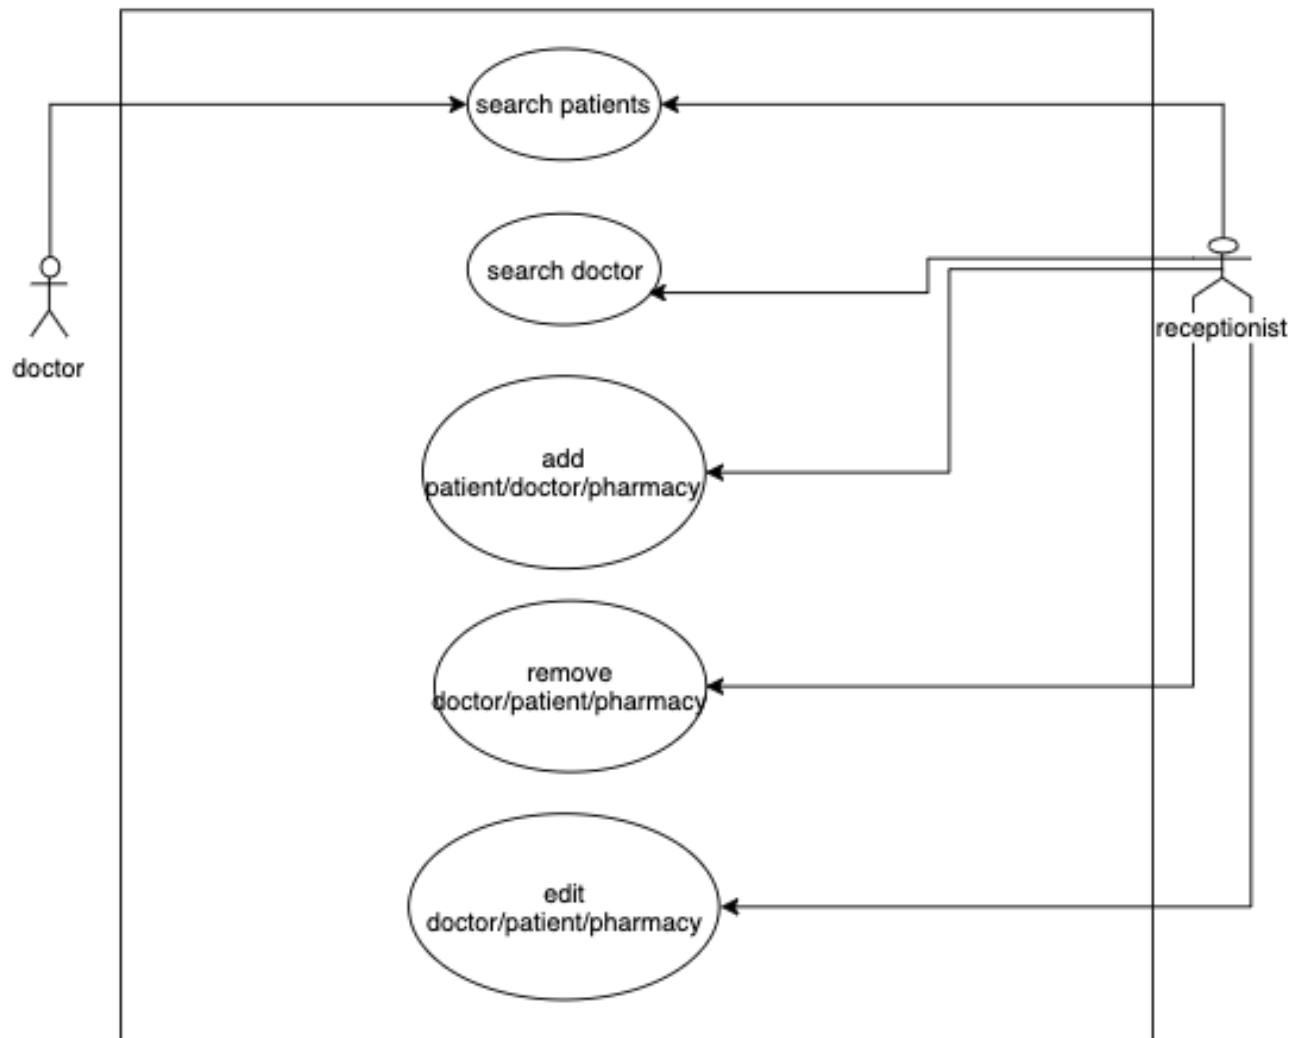 search patients
search doctor
doctor
receptionist
add
patient/doctor/pharmacy
remove
doctor/patient/pharmacy
edit
doctor/patient/pharmacy